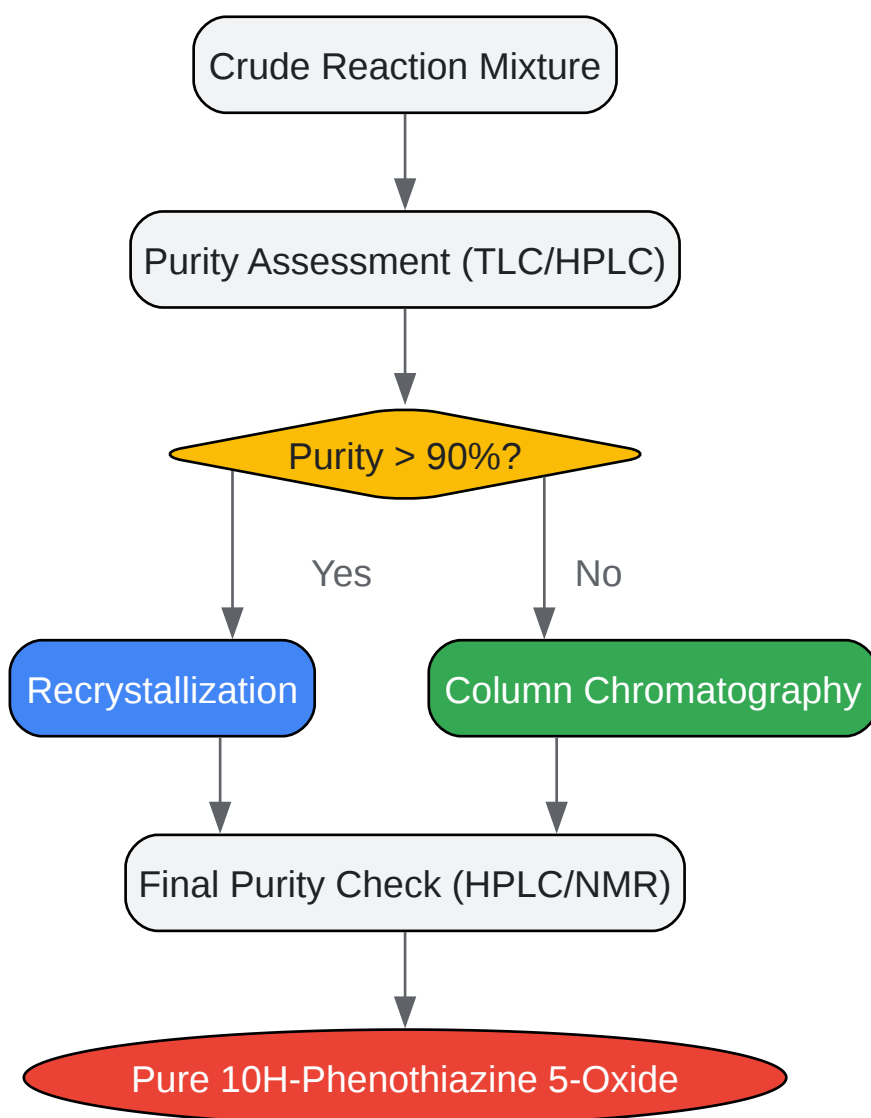 Crude Reaction Mixture
Purity Assessment (TLC/HPLC)
Purity > 90%?
Yes
No
Recrystallization
Column Chromatography
Final Purity Check (HPLC/NMR)
Pure 10H-Phenothiazine 5-Oxide